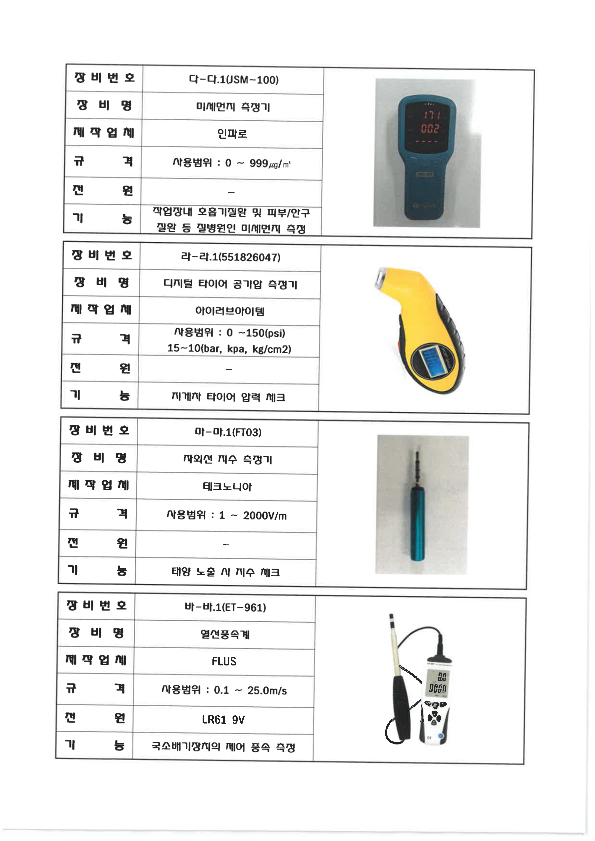 장 비 번 호 다-다.1(JSM-100)
장 비 명 미세먼지 측정기
제 작 업 체 인파로
규 격 사용범위 : 0 ~ 999㎍/㎥
전 원 -
기 능 작업장내 호흡기질환 및 피부/안구
질환 등 질병원인 미세먼지 측정
171
002
장 비 번 호 라-라.1(551826047)
장 비 명 디지털 타이어 공기압 측정기
제 작 업 체 아이러브아이템
규 격 사용범위 : 0 ~150(psi)
15~10(bar, kpa, kg/cm2)
전 원 -
기 능 지게차 타이어 압력 체크
장 비 번 호 마-마.1(FT03)
장 비 명 자외선 지수 측정기
제 작 업 체 테크노니아
규 격 사용범위 : 1 ~ 2000V/m
전 원 -
기 능 태양 노출 시 지수 체크
장 비 번 호 바-바.1(ET-961)
장 비 명 열선풍속계
제 작 업 체 FLUS
규 격 사용범위 : 0.1 ~ 25.0m/s
전 원 LR61 9V
기 능 국소배기장치의 제어 풍속 측정